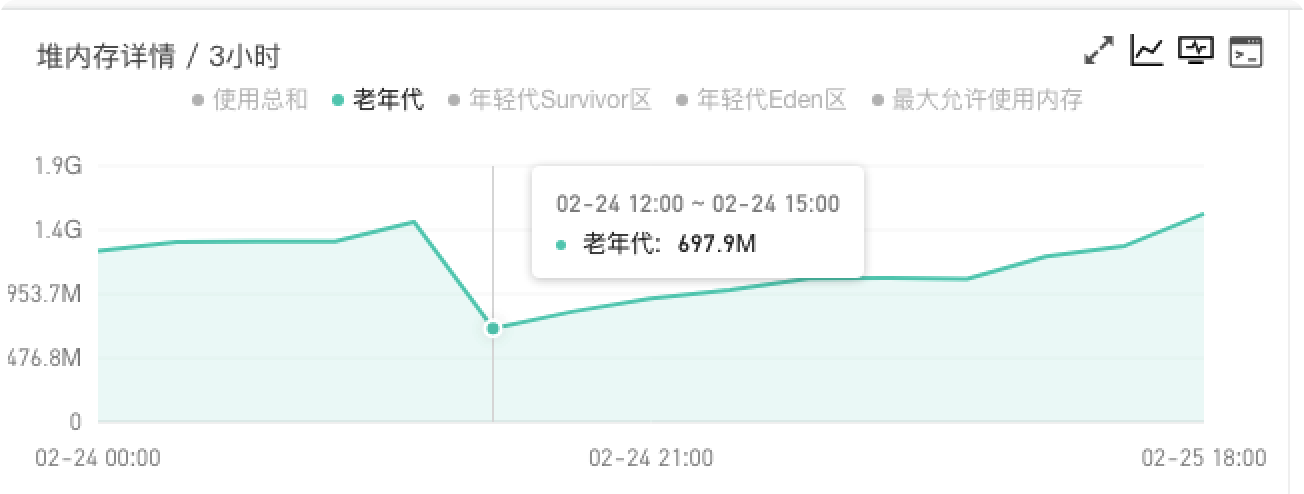 堆内存详情 / 3小时
使用总和 老年代 年轻代Survivor区 年轻代Eden区 最大允许使用内存
1.9G
02-24 12:00 ~ 02-24 15:00
1.4G
老年代: 697.9M
953.7M
476.8M
0
02-24 00:00 02-24 21:00 02-25 18:00